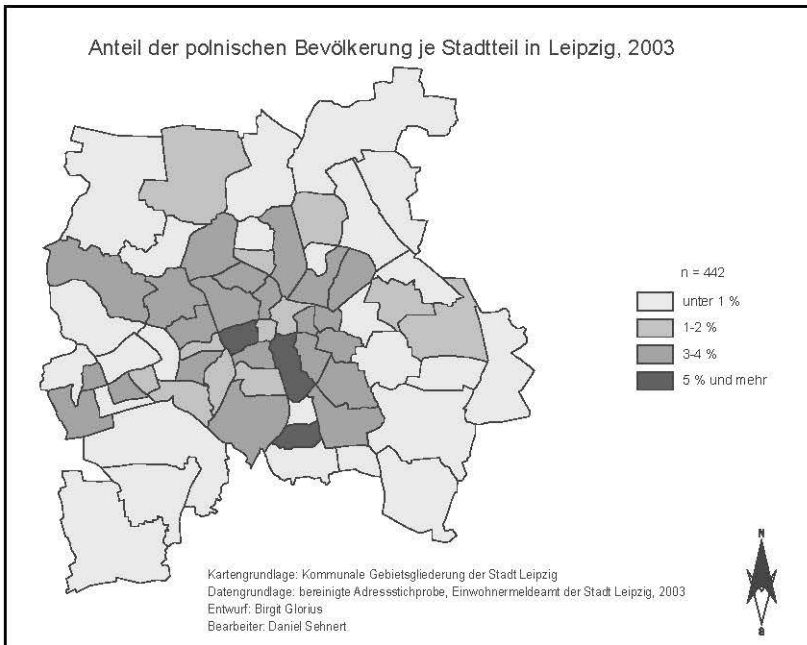 Anteil der polnischen Bevölkerung je Stadtteil in Leipzig, 2003
n = 442
unter 1 %
1-2 %
3-4 %
5 % und mehr
N
S
Kartengrundlage: Kommunale Gebietsgliederung der Stadt Leipzig
Datengrundlage: bereinigte Adressstichprobe, Einwohnermeldeamt der Stadt Leipzig, 2003
Entwurf: Birgit Glorius
Bearbeiter: Daniel Sehnert